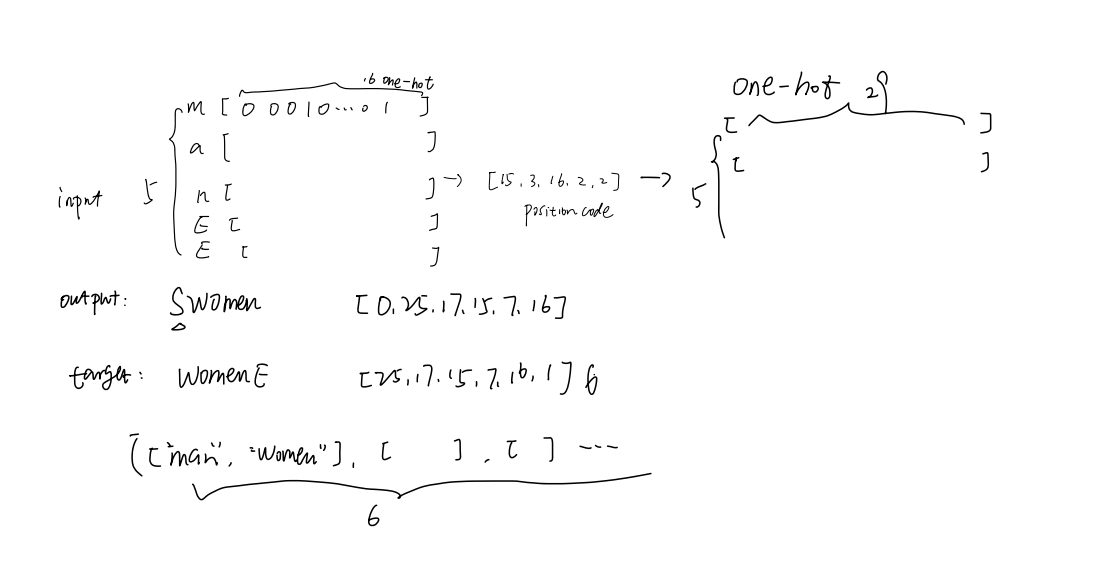 .6 one-hot
one-hot 29
m [ 0 0 0 1 0 ... 0 1 ]
[ ]
a [ ]
[ ]
input 5 n [ ] → [15, 3, 16, 2, 2] → 5
E [ ] position code
E [ ]
output: Swomen [0, 25, 17, 15, 7, 16]
target: womenE [25, 17, 15, 7, 16, 1] 6
[["man", "women"], [ ], [ ] ---
6